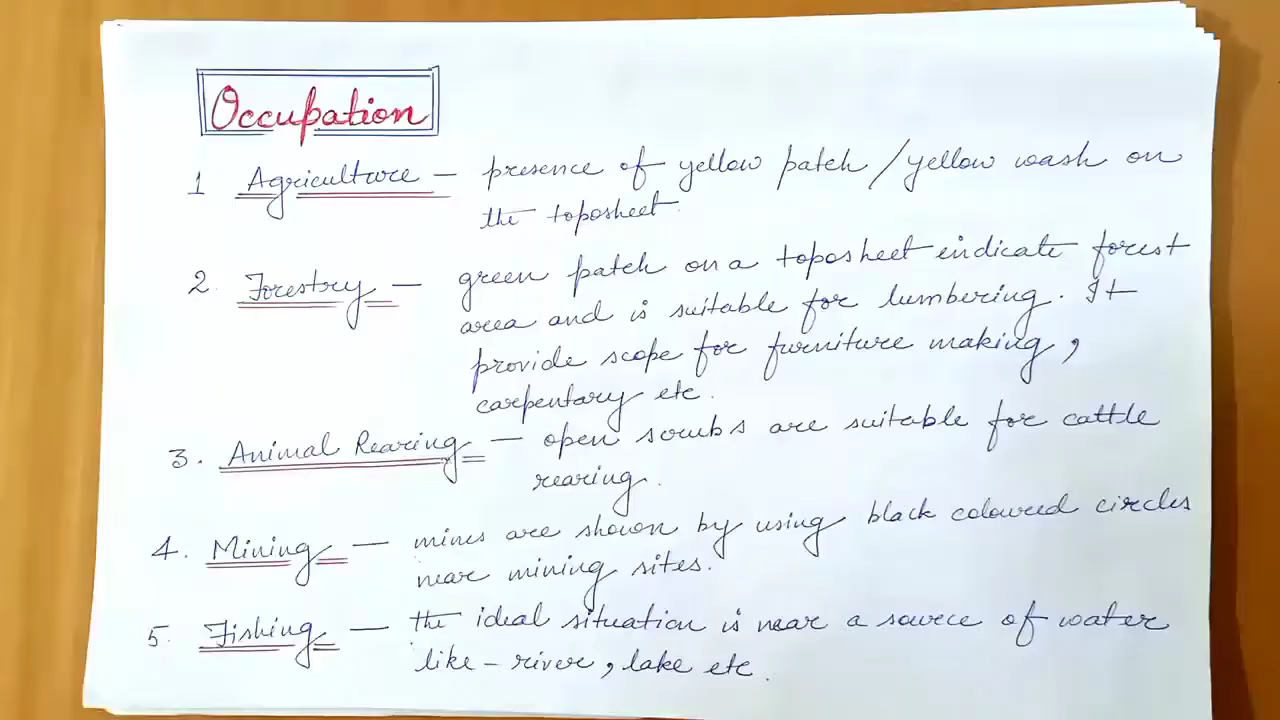 Occupation
1 Agriculture – presence of yellow patch / yellow wash on
the toposheet.
2. Forestry – green patch on a toposheet indicate forest
area and is suitable for lumbering. It
provide scope for furniture making,
carpentary etc.
3. Animal Rearing – open scrubs are suitable for cattle
rearing.
4. Mining – mines are shown by using black coloured circles
near mining sites.
5. Fishing – the ideal situation is near a source of water
like – river, lake etc.